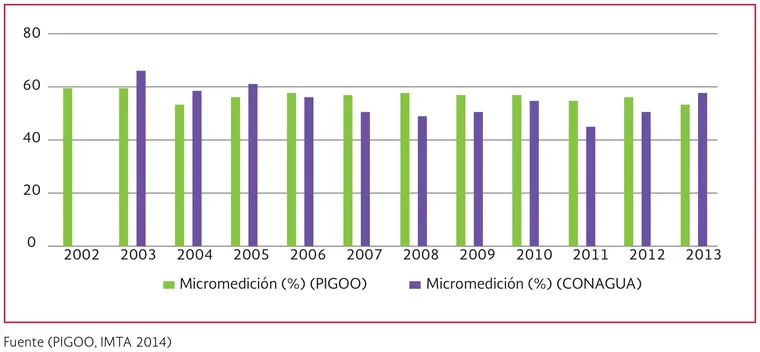 80
60
40
20
0
2002 2003 2004 2005 2006 2007 2008 2009 2010 2011 2012 2013
Micromedición (%) (PIGOO) Micromedición (%) (CONAGUA)
Fuente (PIGOO, IMTA 2014)